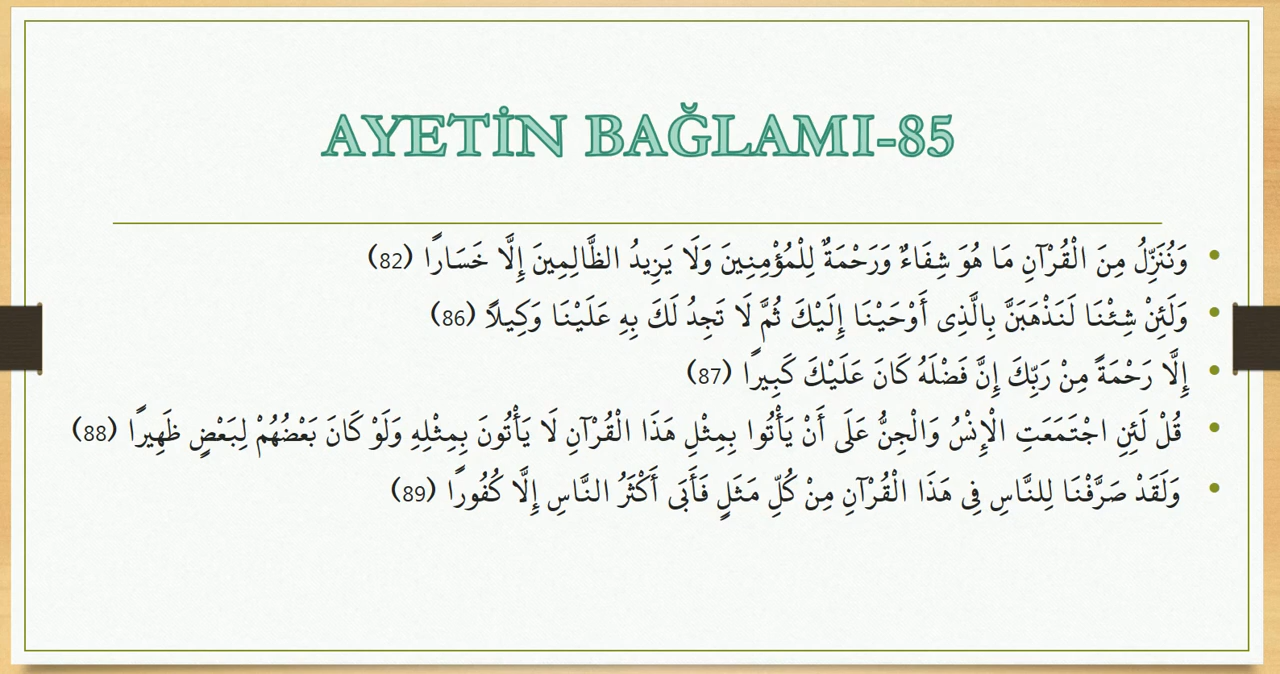 AYETİN BAĞLAMI-85
• وَنُنَزِّلُ مِنَ الْقُرْآنِ مَا هُوَ شِفَاءٌ وَرَحْمَةٌ لِلْمُؤْمِنِينَ وَلَا يَزِيدُ الظَّالِمِينَ إِلَّا خَسَارًا (82)
• وَلَئِنْ شِئْنَا لَنَذْهَبَنَّ بِالَّذِى أَوْحَيْنَا إِلَيْكَ ثُمَّ لَا تَجِدُ لَكَ بِهِ عَلَيْنَا وَكِيلًا (86)
• إِلَّا رَحْمَةً مِنْ رَبِّكَ إِنَّ فَضْلَهُ كَانَ عَلَيْكَ كَبِيرًا (87)
• قُلْ لَئِنِ اجْتَمَعَتِ الْإِنْسُ وَالْجِنُّ عَلَى أَنْ يَأْتُوا بِمِثْلِ هَذَا الْقُرْآنِ لَا يَأْتُونَ بِمِثْلِهِ وَلَوْ كَانَ بَعْضُهُمْ لِبَعْضٍ ظَهِيرًا (88)
• وَلَقَدْ صَرَّفْنَا لِلنَّاسِ فِى هَذَا الْقُرْآنِ مِنْ كُلِّ مَثَلٍ فَأَبَى أَكْثَرُ النَّاسِ إِلَّا كُفُورًا (89)